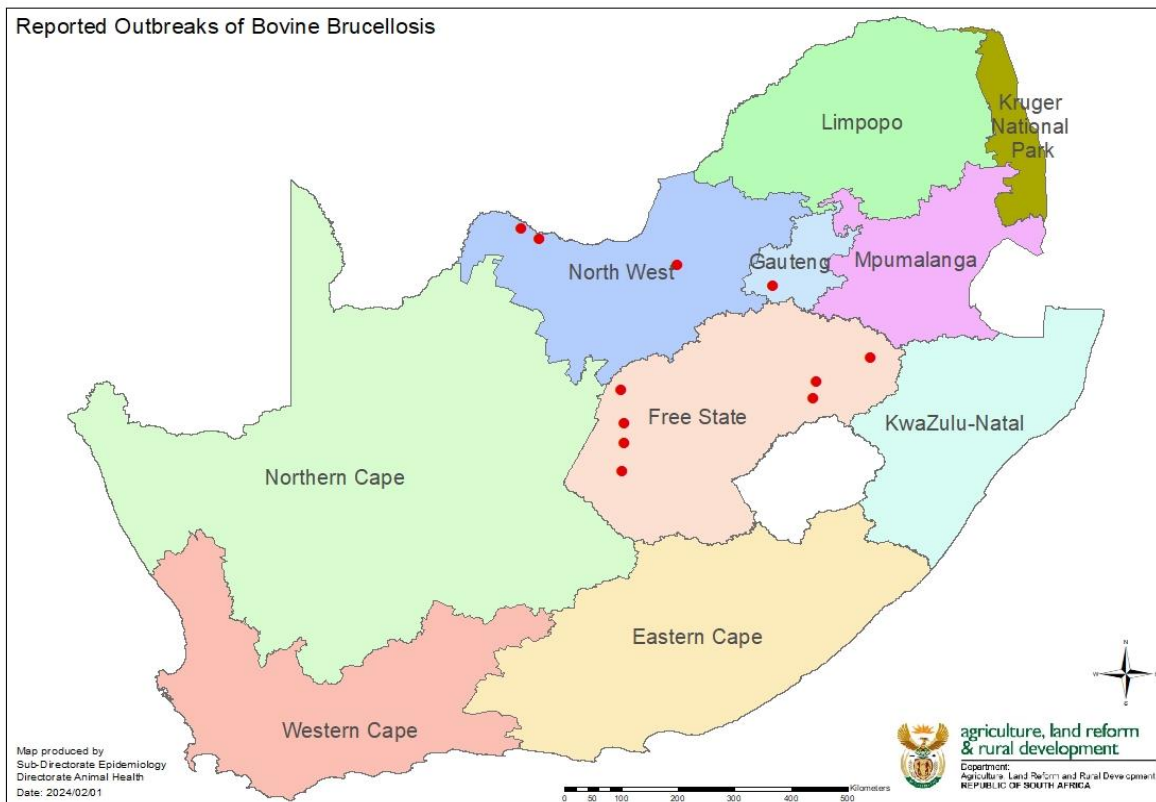 Reported Outbreaks of Bovine Brucellosis
Limpopo
Kruger
National
Park
North West
Gauteng
Mpumalanga
Free State
KwaZulu-Natal
Northern Cape
Eastern Cape
Western Cape
N
W
S
Map produced by
Sub-Directorate Epidemiology
Directorate Animal Health
Date: 2024/02/01
Kilometers
0 50 100 200 300 400 500
agriculture, land reform
& rural development
Department:
Agriculture, Land Reform and Rural Development
REPUBLIC OF SOUTH AFRICA